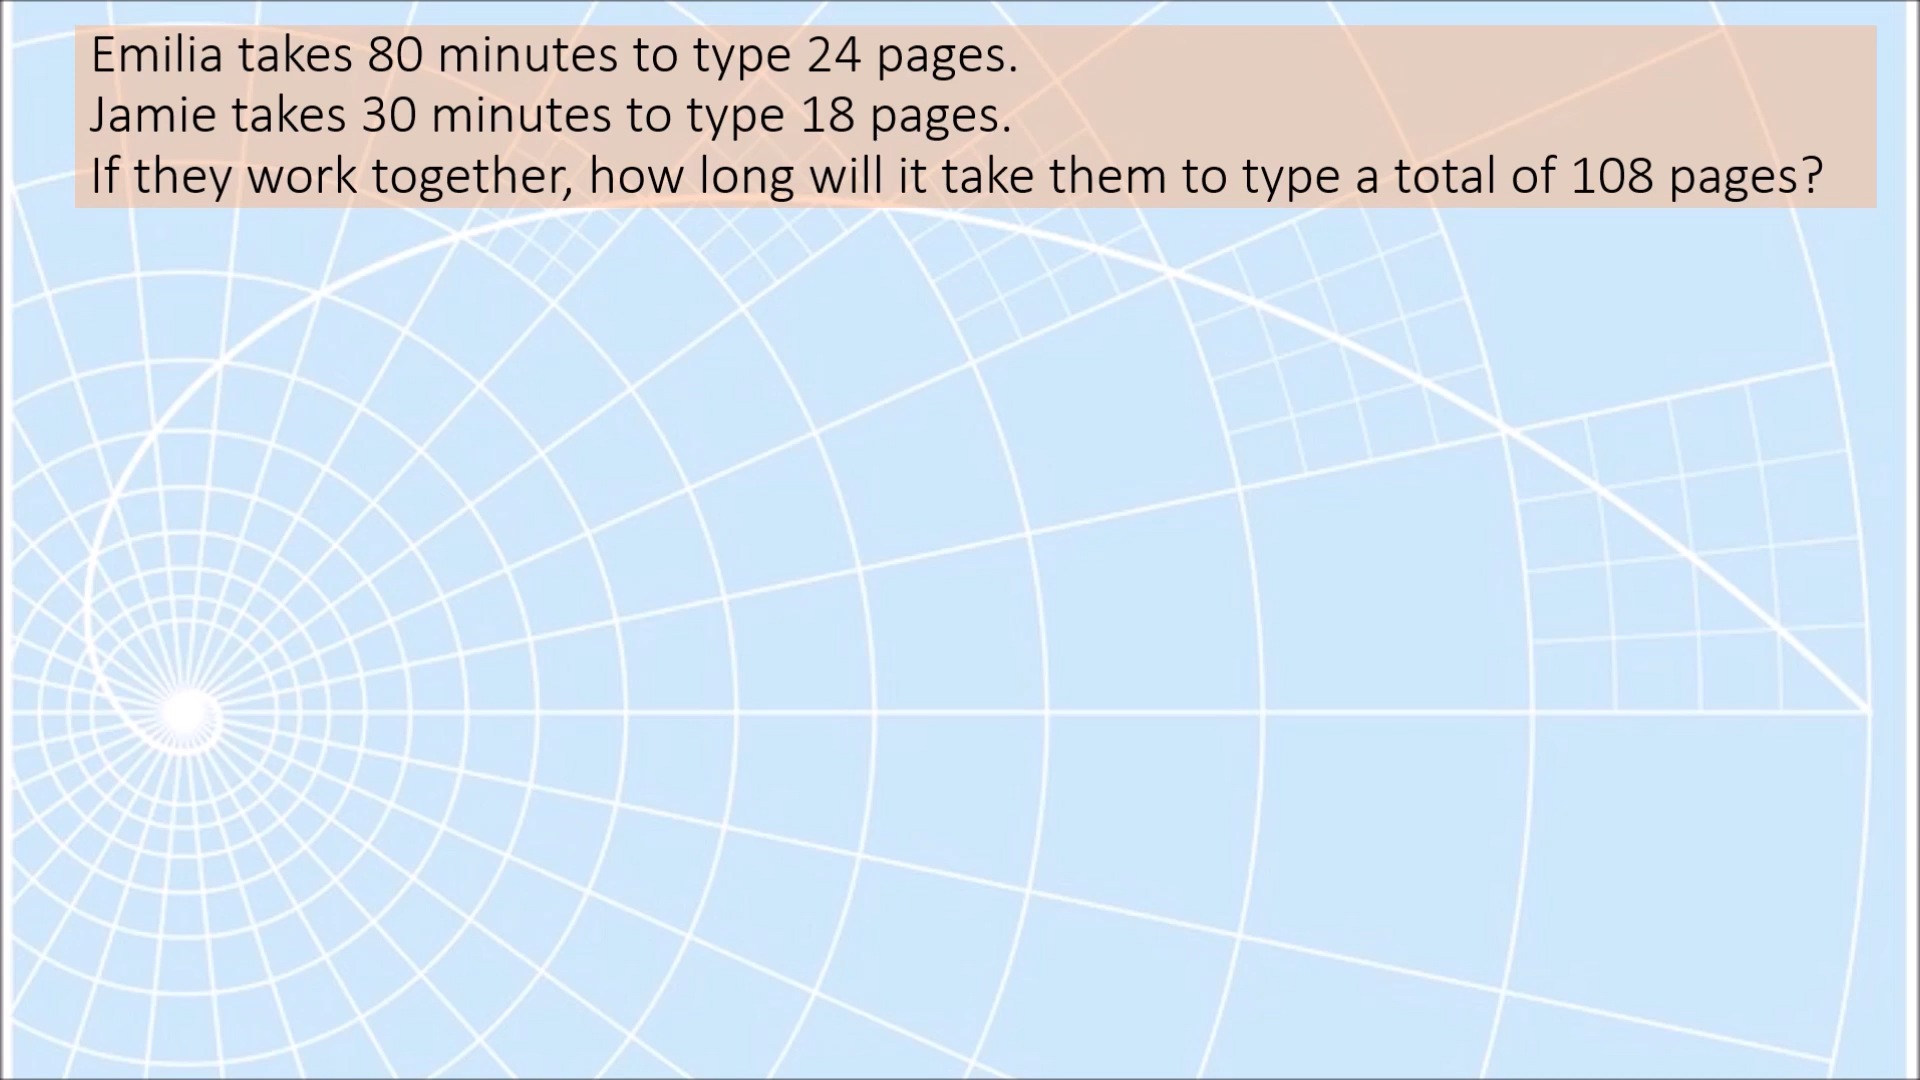 Emilia takes 80 minutes to type 24 pages.
Jamie takes 30 minutes to type 18 pages.
If they work together, how long will it take them to type a total of 108 pages?